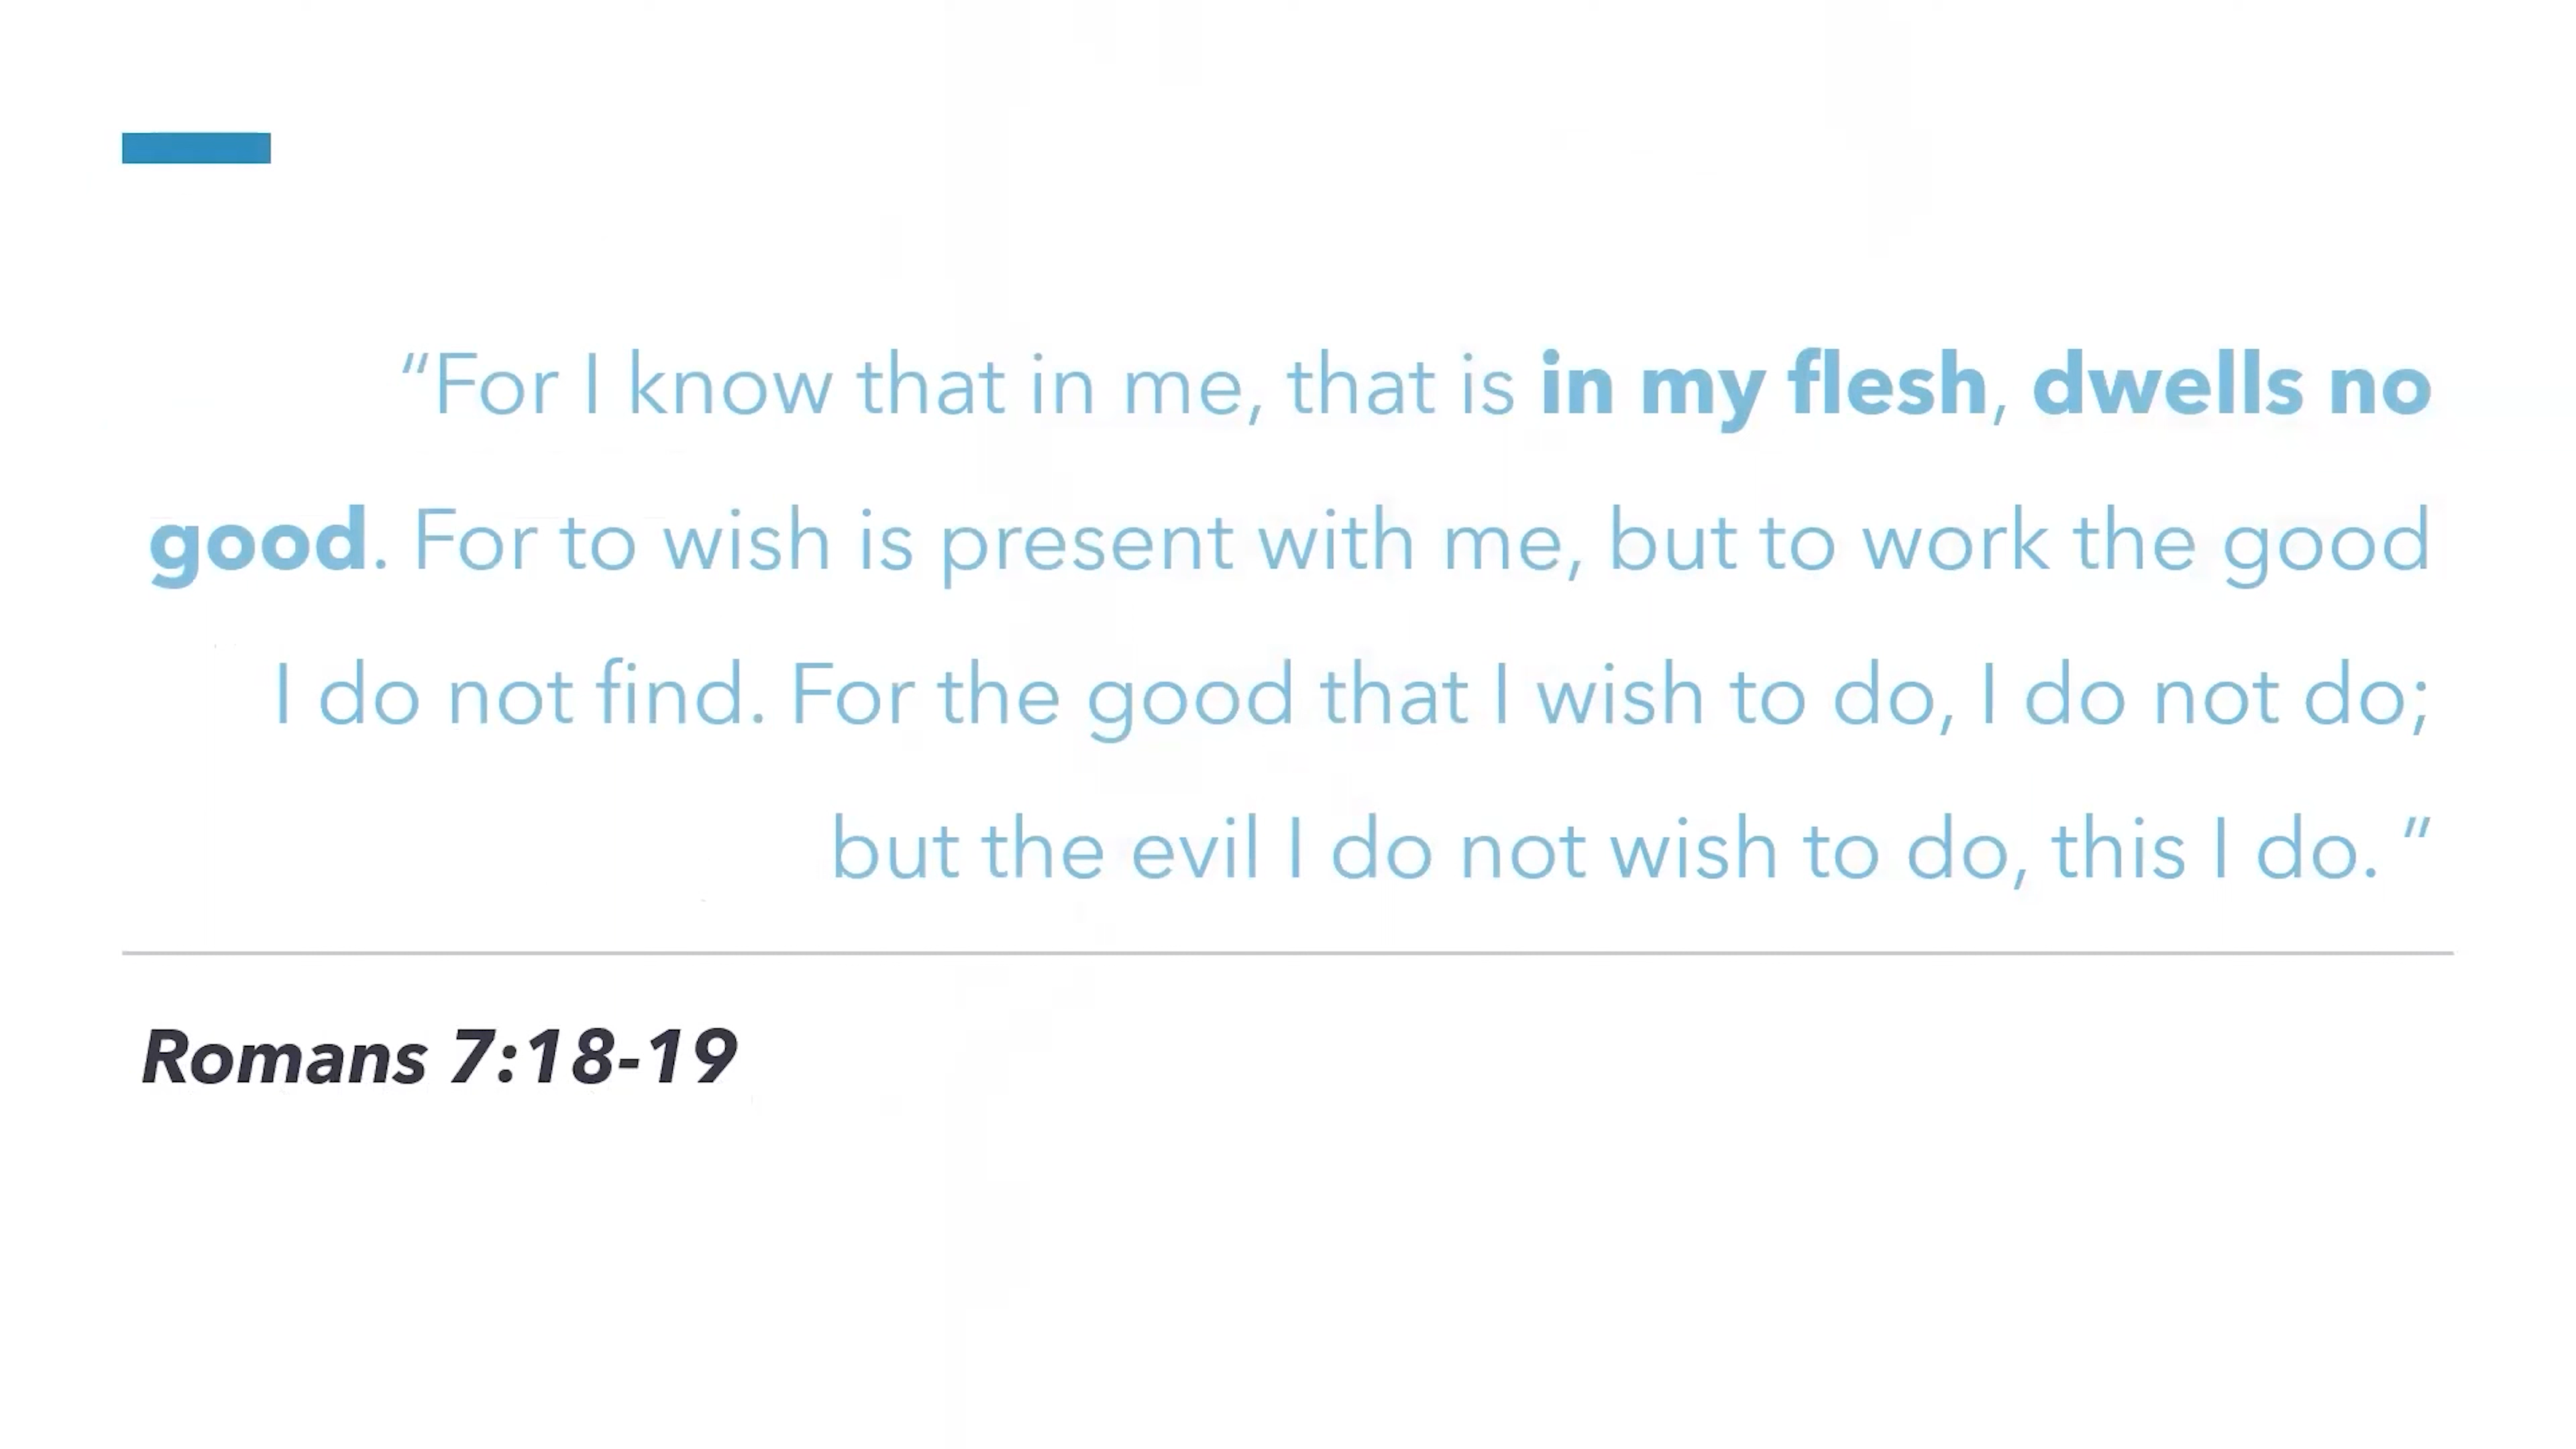 “For I know that in me, that is in my flesh, dwells no
good. For to wish is present with me, but to work the good
I do not find. For the good that I wish to do, I do not do;
but the evil I do not wish to do, this I do. ”
Romans 7:18-19